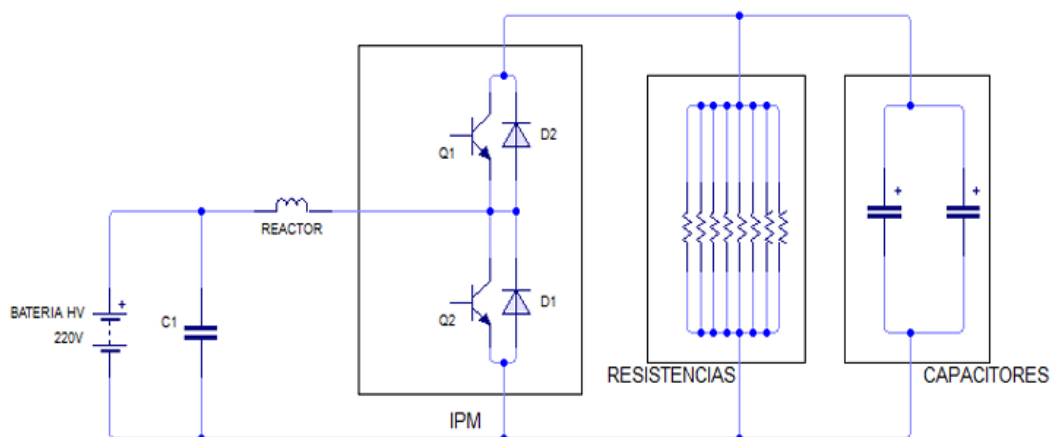 D2
Q1
REACTOR
BATERIA HV
220V
+
C1
Q2
D1
IPM
RESISTENCIAS
+
+
CAPACITORES